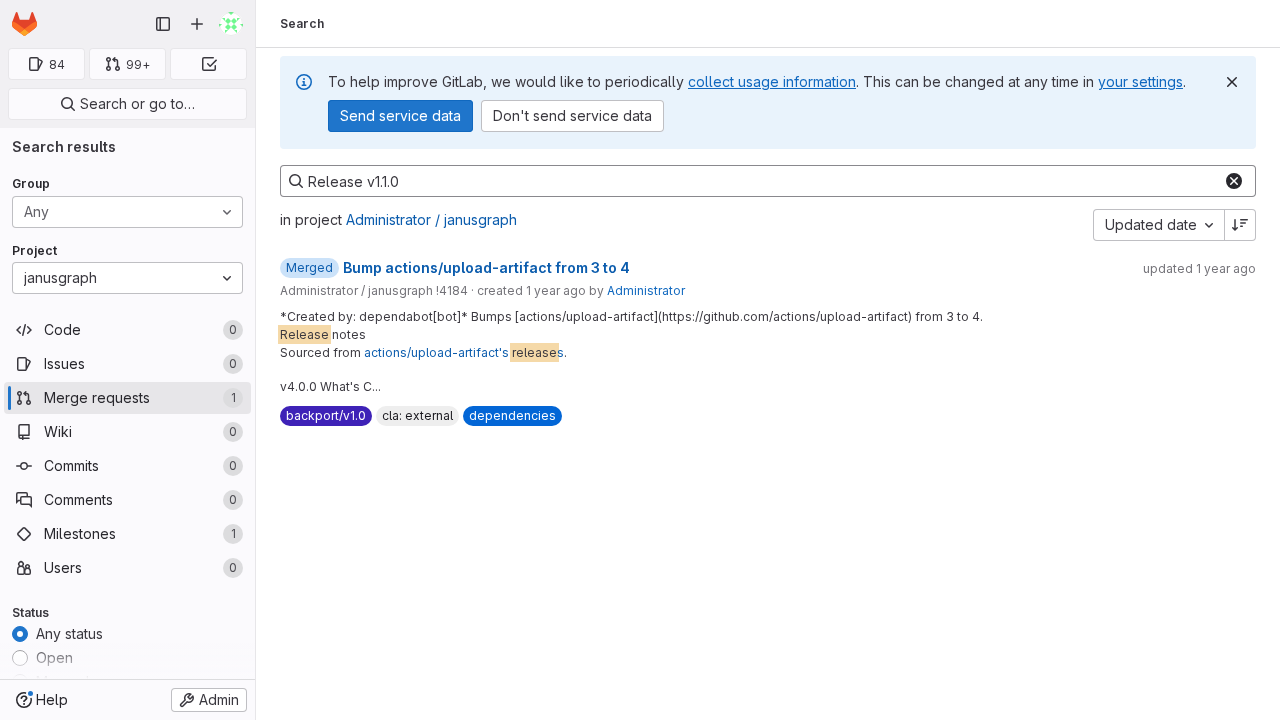 Search
84
99+
Search or go to…
Search results
Group
Any
Project
janusgraph
Code 0
Issues 0
Merge requests 1
Wiki 0
Commits 0
Comments 0
Milestones 1
Users 0
Status
Any status
Open
Help
Admin
To help improve GitLab, we would like to periodically collect usage information. This can be changed at any time in your settings.
Send service data
Don't send service data
Release v1.1.0
in project Administrator / janusgraph
Updated date
Merged Bump actions/upload-artifact from 3 to 4
updated 1 year ago
Administrator / janusgraph !4184 · created 1 year ago by Administrator
*Created by: dependabot[bot]* Bumps [actions/upload-artifact](https://github.com/actions/upload-artifact) from 3 to 4.
Release notes
Sourced from actions/upload-artifact's releases.
v4.0.0 What's C...
backport/v1.0 cla: external dependencies